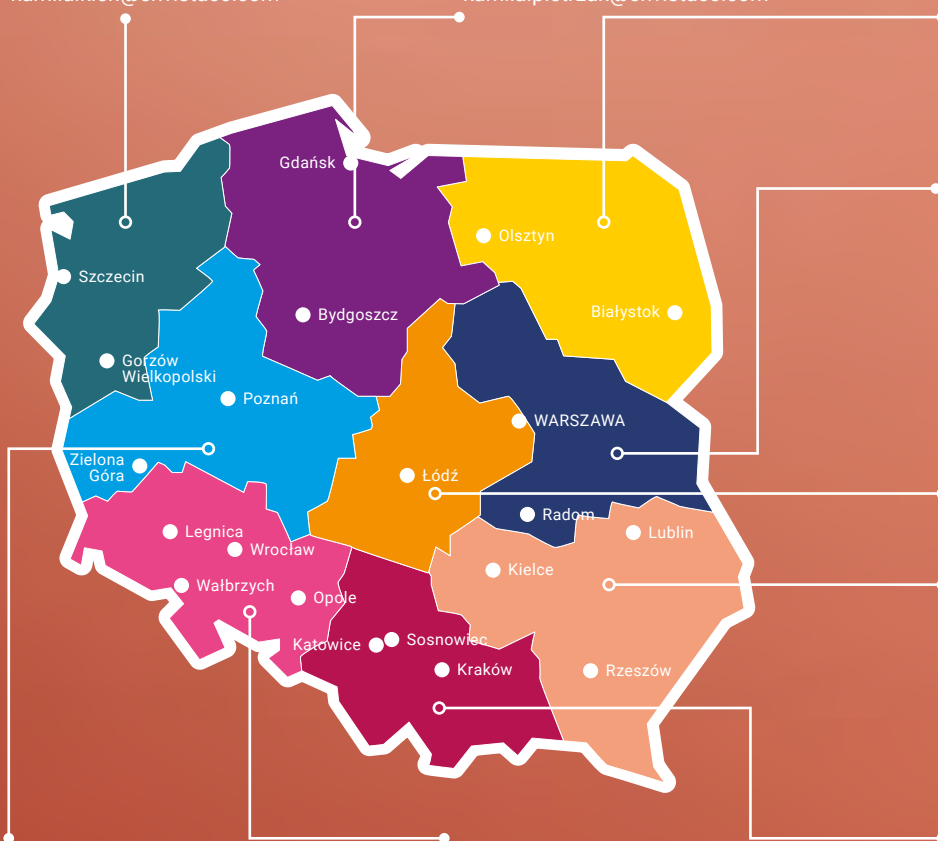 Gdańsk
Olsztyn
Szczecin
Białystok
Bydgoszcz
Gorzów
Wielkopolski
Poznań
WARSZAWA
Zielona
Góra
Łódź
Radom
Legnica
Lublin
Wrocław
Kielce
Wałbrzych
Opole
Katowice
Sosnowiec
Kraków
Rzeszów